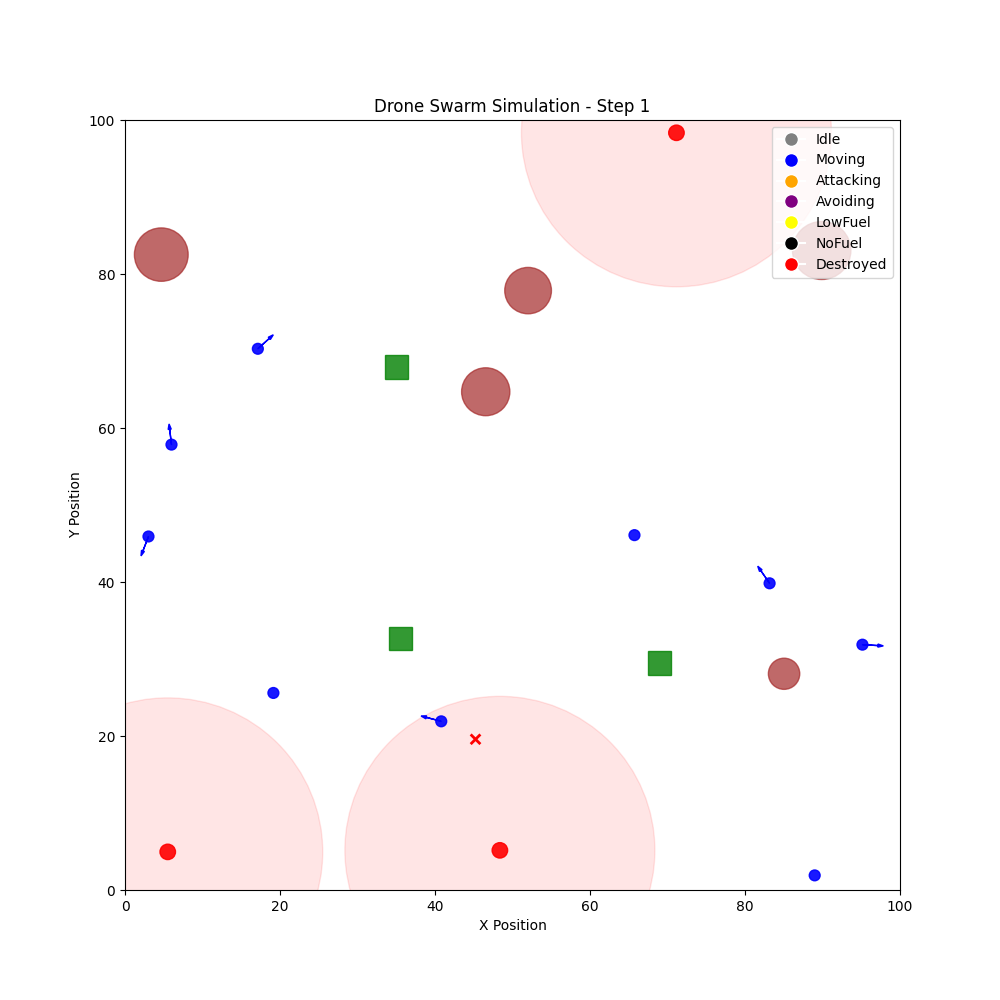 Drone Swarm Simulation - Step 1
100
80
60
40
20
0
Y Position
Idle
Moving
Attacking
Avoiding
LowFuel
NoFuel
Destroyed
0 20 40 60 80 100
X Position